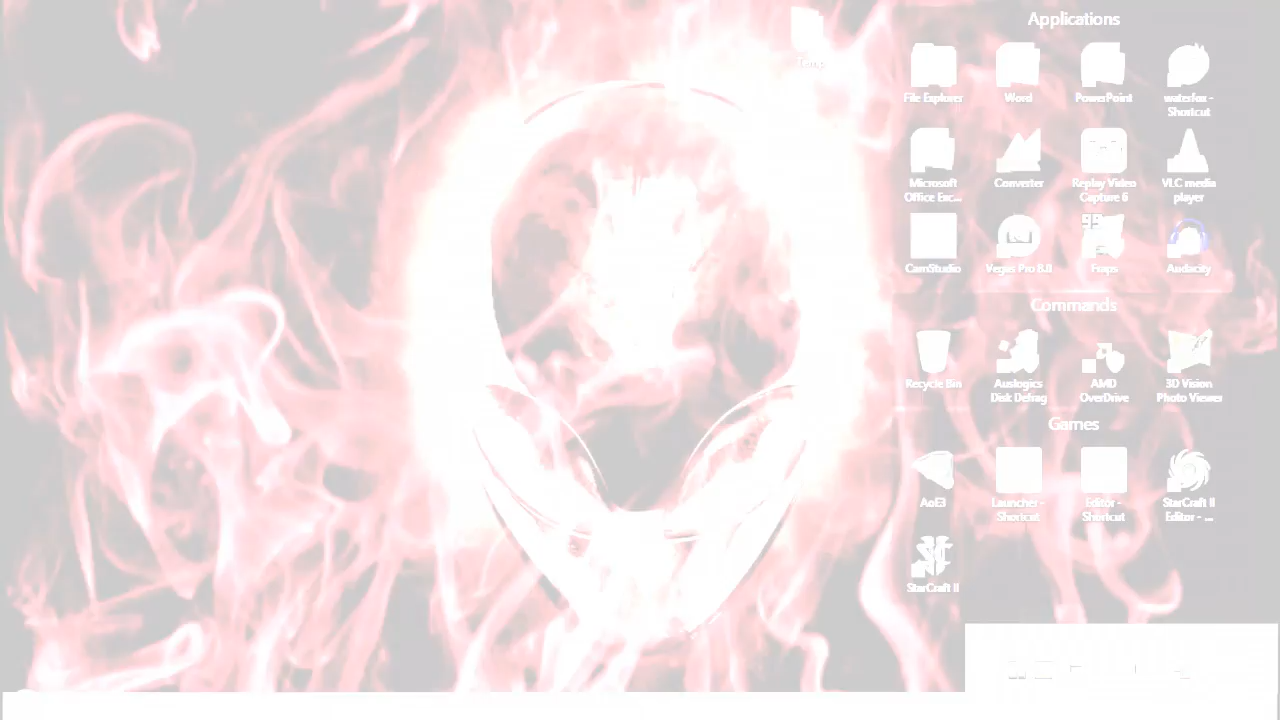 Applications
Temp
File Explorer
Word
PowerPoint
waterfox -
Shortcut
Microsoft
Office Exc...
Converter
Replay Video
Capture 6
VLC media
player
CamStudio
Vegas Pro 8.0
Fraps
Audacity
Commands
Recycle Bin
Auslogics
Disk Defrag
AMD
OverDrive
3D Vision
Photo Viewer
Games
AoE3
Launcher -
Shortcut
Editor -
Shortcut
StarCraft II
Editor - ...
StarCraft II